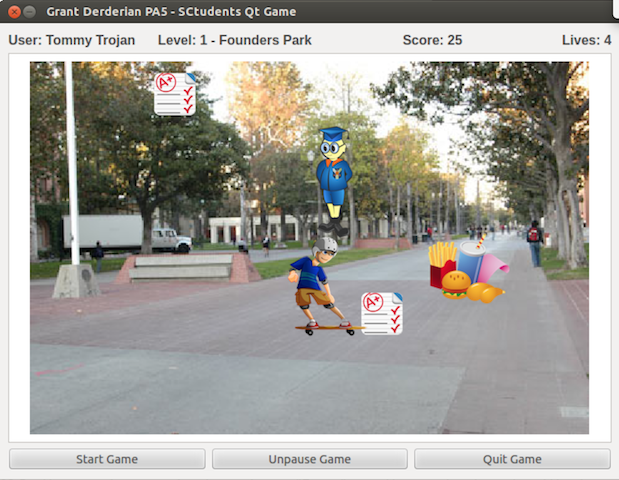 Grant Derderian PA5 - SCtudents Qt Game
User: Tommy Trojan Level: 1 - Founders Park Score: 25 Lives: 4
A+
A+
Start Game Unpause Game Quit Game